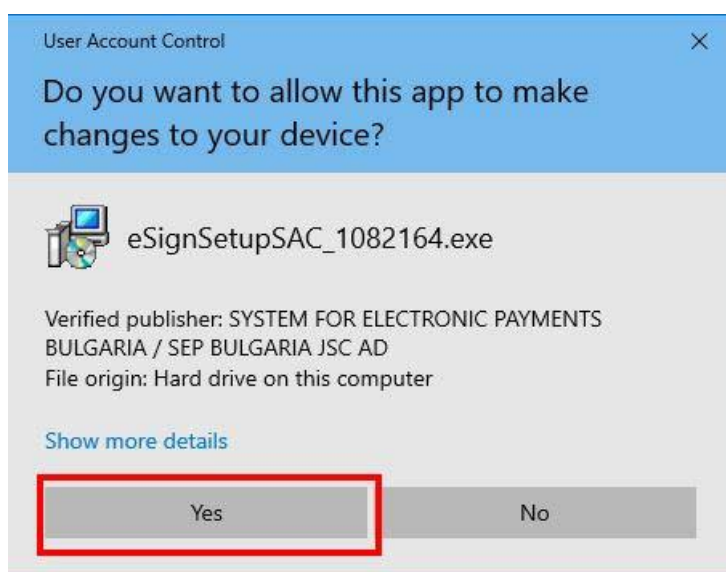 User Account Control
Do you want to allow this app to make
changes to your device?
eSignSetupSAC_1082164.exe
Verified publisher: SYSTEM FOR ELECTRONIC PAYMENTS
BULGARIA / SEP BULGARIA JSC AD
File origin: Hard drive on this computer
Show more details
Yes No